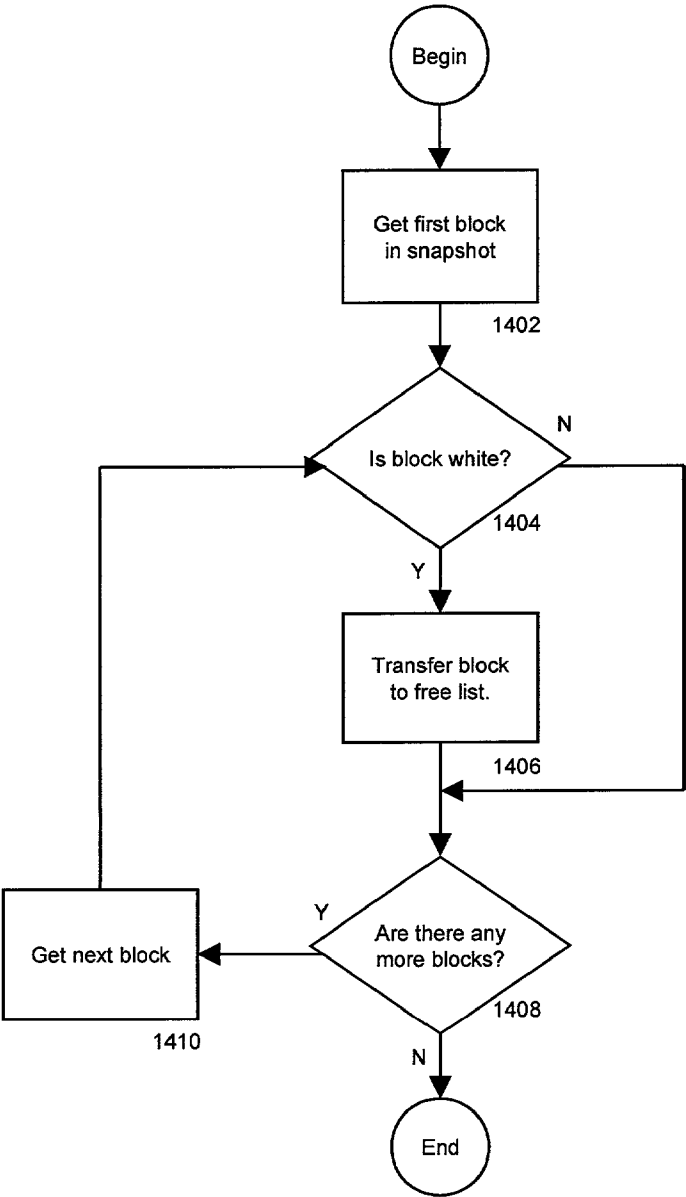 Begin
Get first block
in snapshot
1402
N
Is block white?
1404
Y
Transfer block
to free list.
1406
Y
Are there any
more blocks?
Get next block
1408
1410
N
End